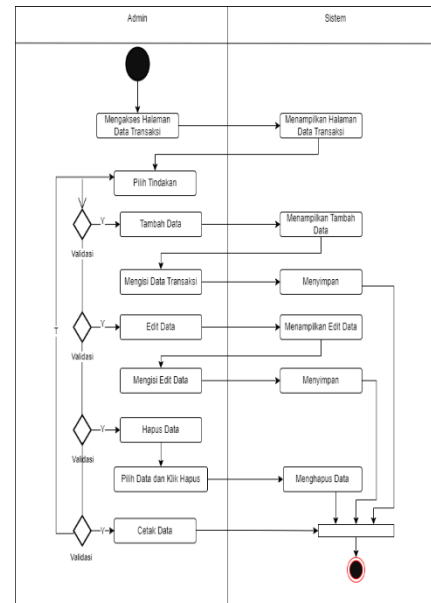 Admin
Sistem
Mengakses Halaman
Data Transaksi
Menampilkan Halaman
Data Transaksi
Pilih Tindakan
Y
Tambah Data
Menampilkan Tambah
Data
Validasi
Mengisi Data Transaksi
Menyimpan
T
Y
Edit Data
Menampilkan Edit Data
Validasi
Mengisi Edit Data
Menyimpan
Y
Hapus Data
Validasi
Pilih Data dan Klik Hapus
Menghapus Data
Y
Cetak Data
Validasi